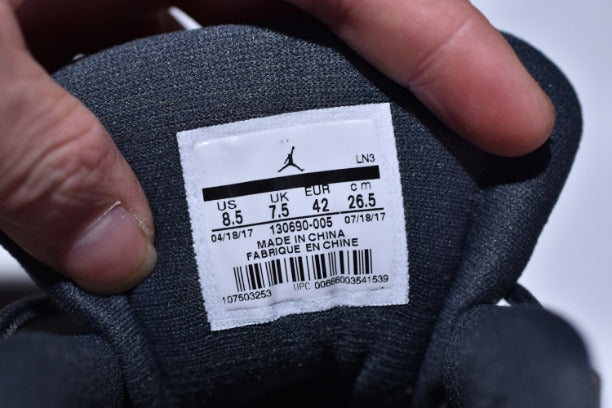 LN3
US UK EUR cm
8.5 7.5 42 26.5
04/18/17 130690-005 07/18/17
MADE IN CHINA
FABRIQUE EN CHINE
107503253 UPC 00666003541539